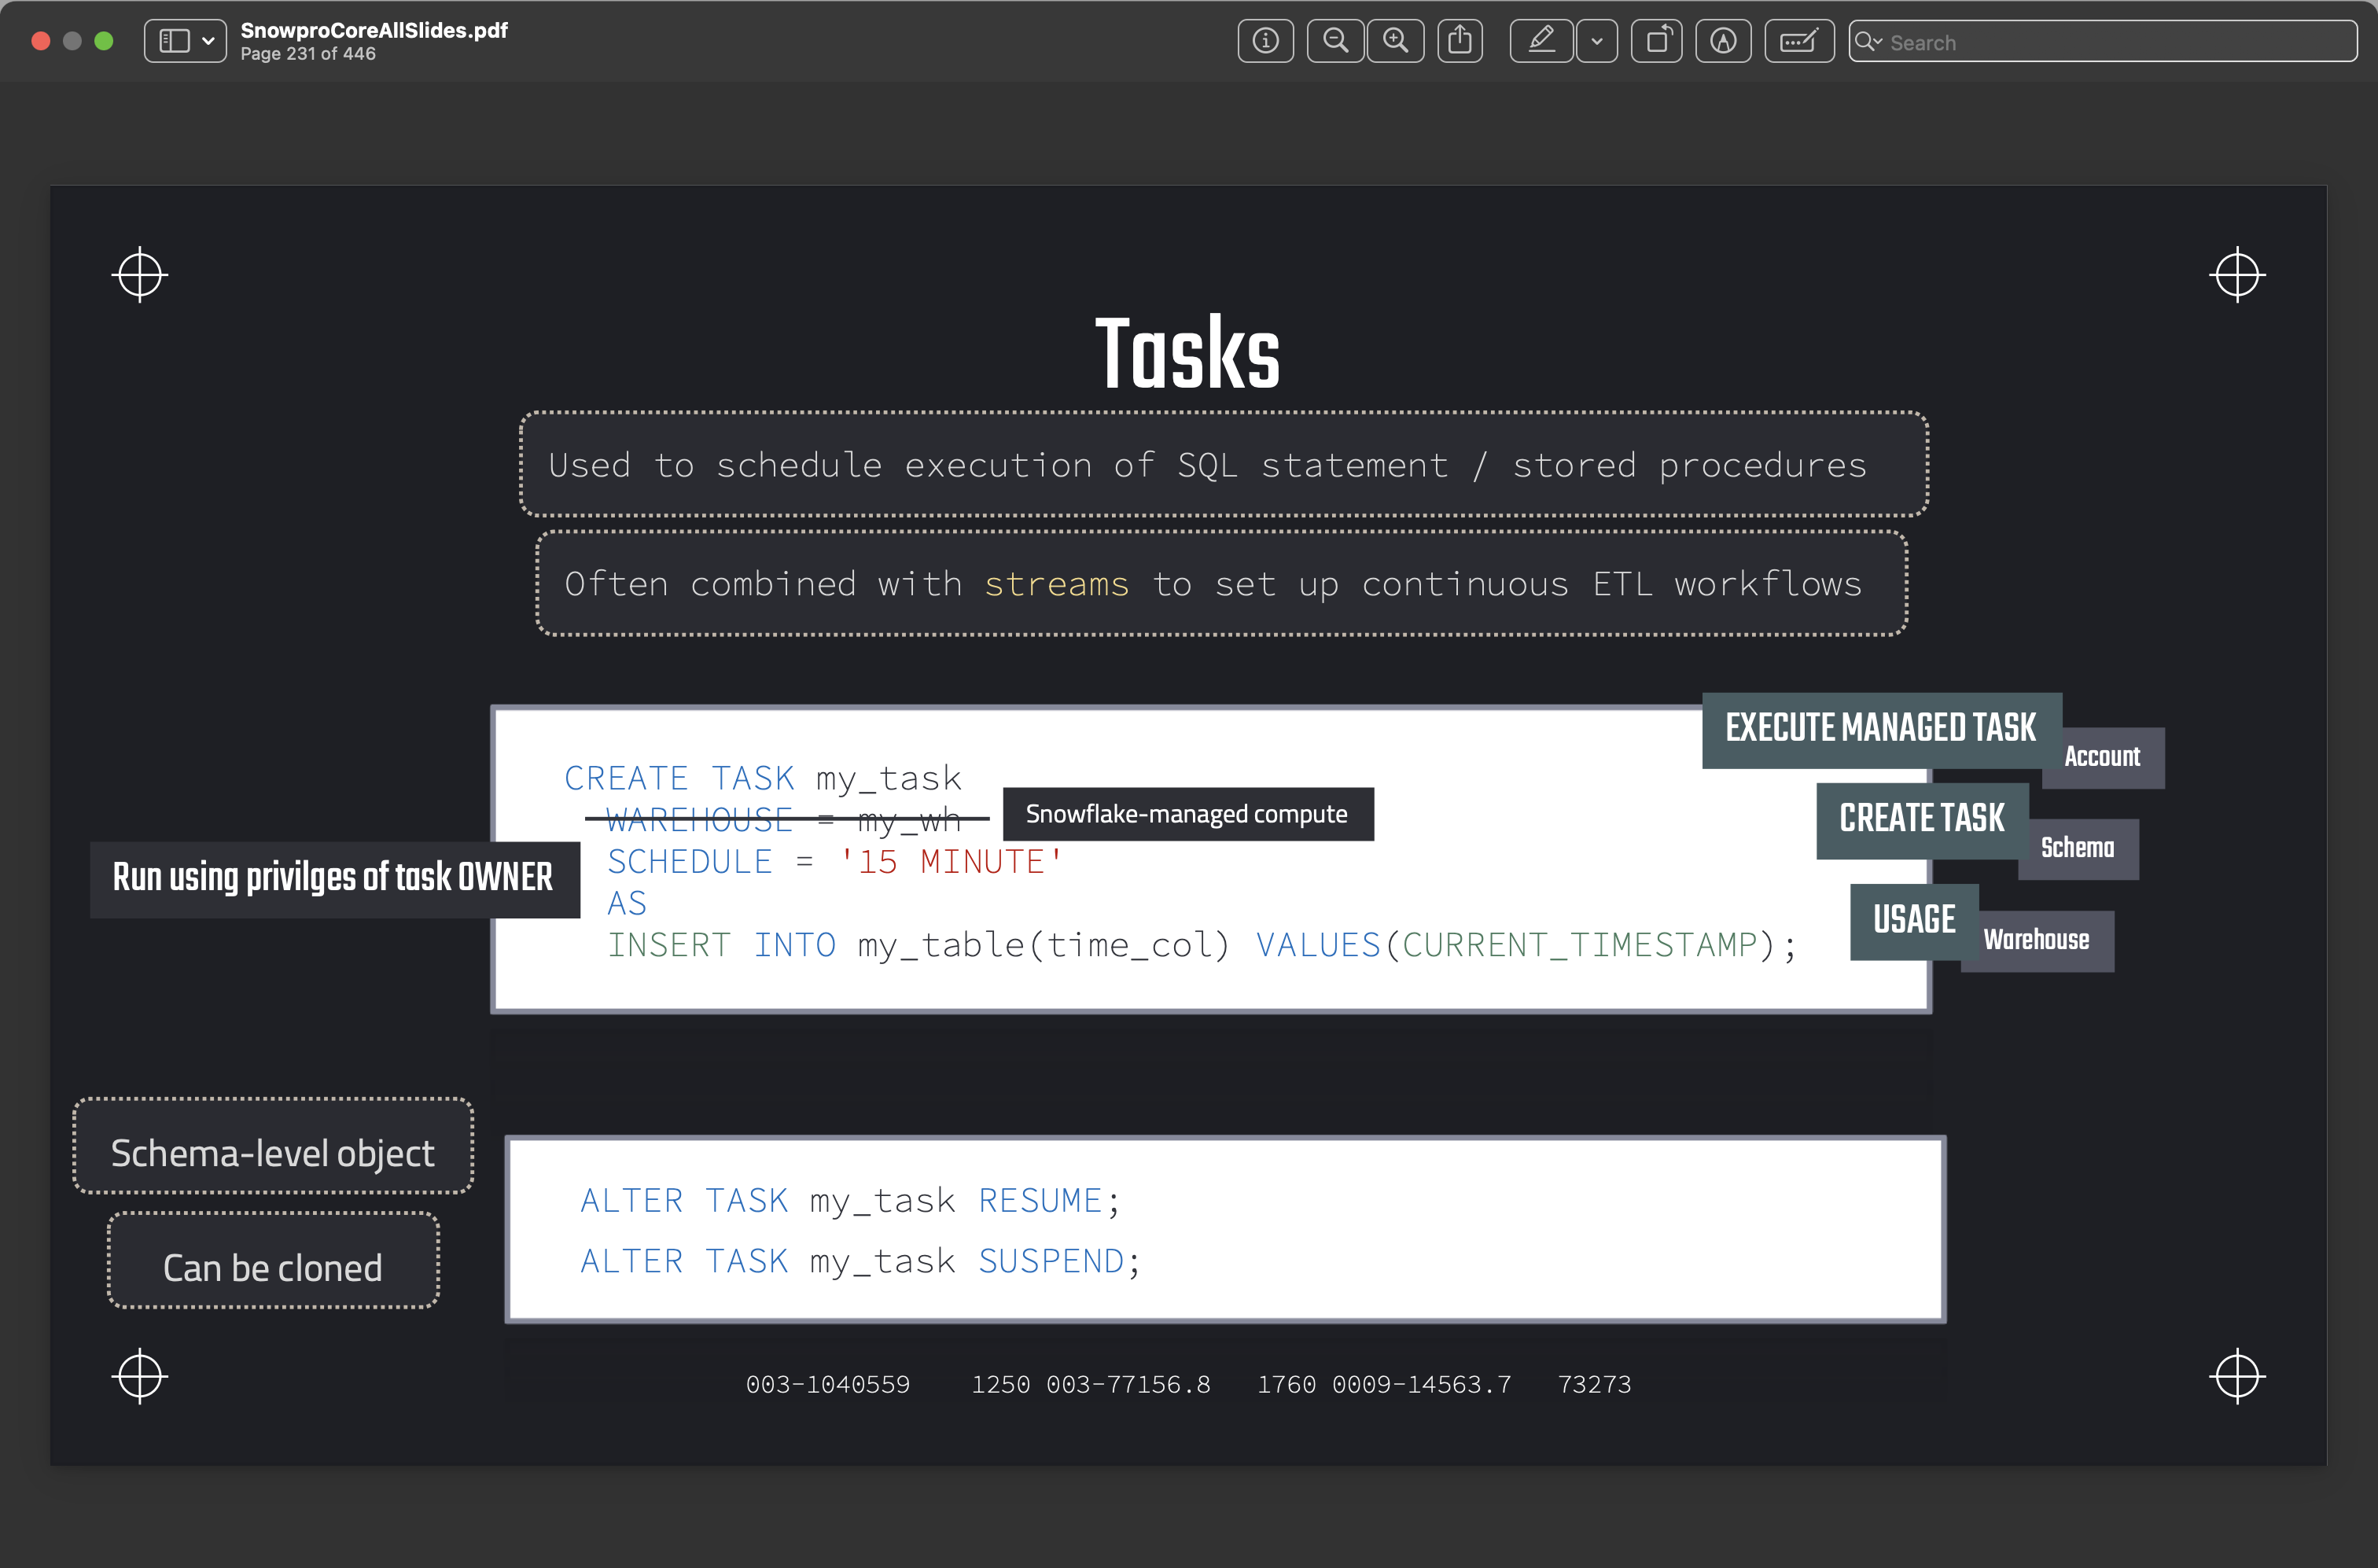 SnowproCoreAllSlides.pdf
Page 231 of 446
Search
Tasks
Used to schedule execution of SQL statement / stored procedures
Often combined with streams to set up continuous ETL workflows
EXECUTE MANAGED TASK
Account
CREATE TASK my_task
WAREHOUSE = my_wh
Snowflake-managed compute
CREATE TASK
Schema
SCHEDULE = '15 MINUTE'
Run using privilges of task OWNER
AS
USAGE
Warehouse
INSERT INTO my_table(time_col) VALUES(CURRENT_TIMESTAMP);
Schema-level object
Can be cloned
ALTER TASK my_task RESUME;
ALTER TASK my_task SUSPEND;
003-1040559 1250 003-77156.8 1760 0009-14563.7 73273